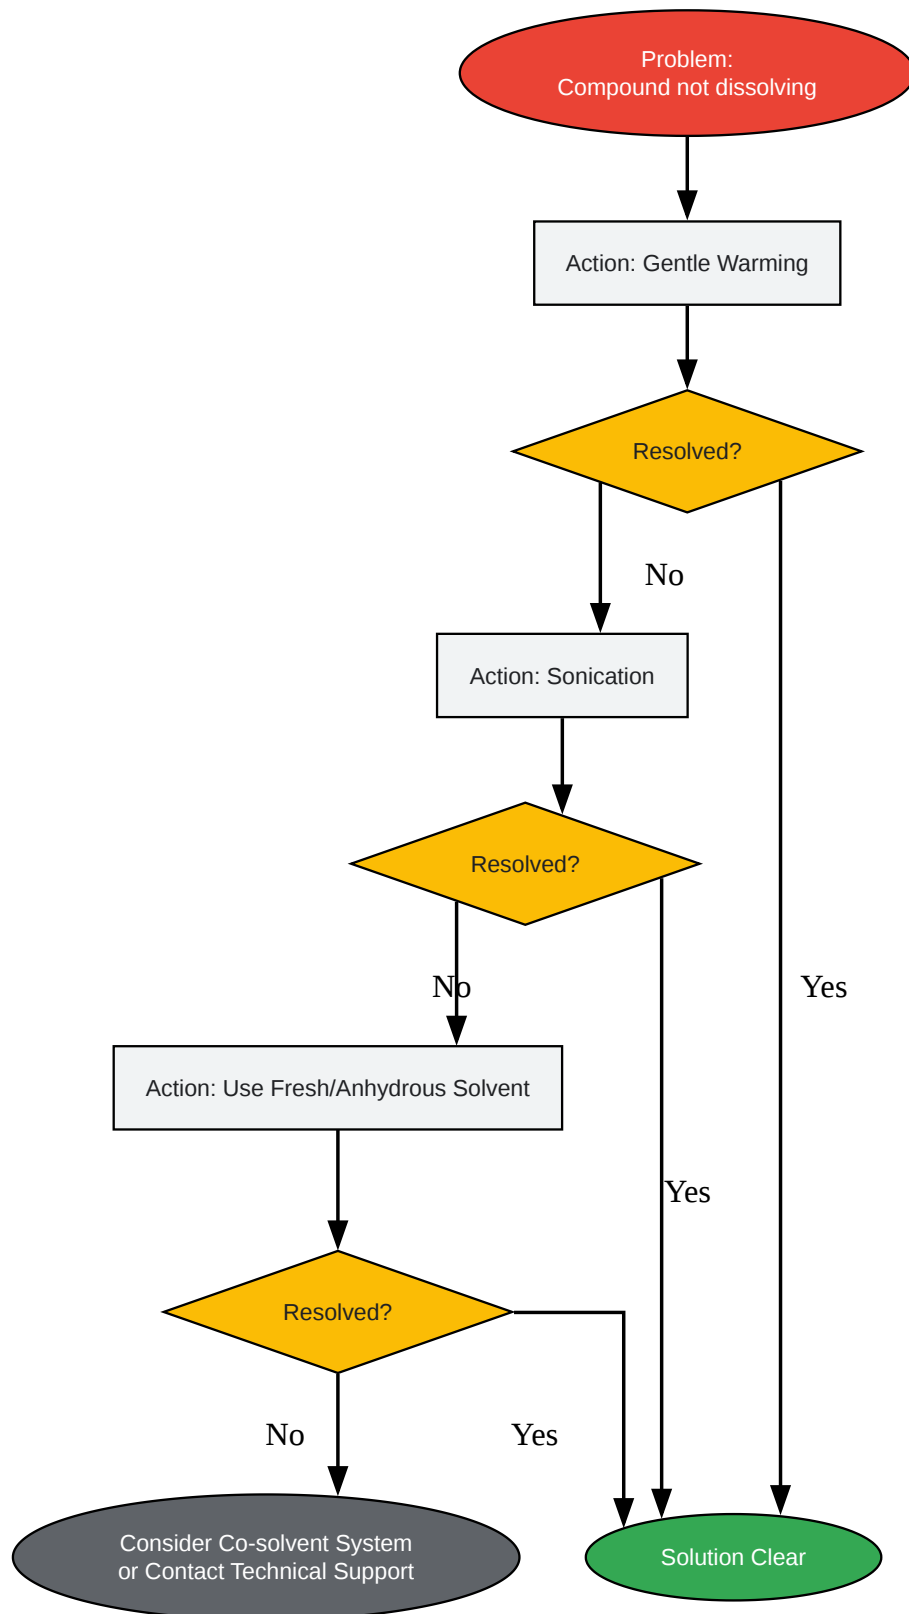 Problem:
Compound not dissolving
Action: Gentle Warming
Resolved?
No
Action: Sonication
Resolved?
No
Yes
Action: Use Fresh/Anhydrous Solvent
Yes
Resolved?
No
Yes
Consider Co-solvent System
or Contact Technical Support
Solution Clear